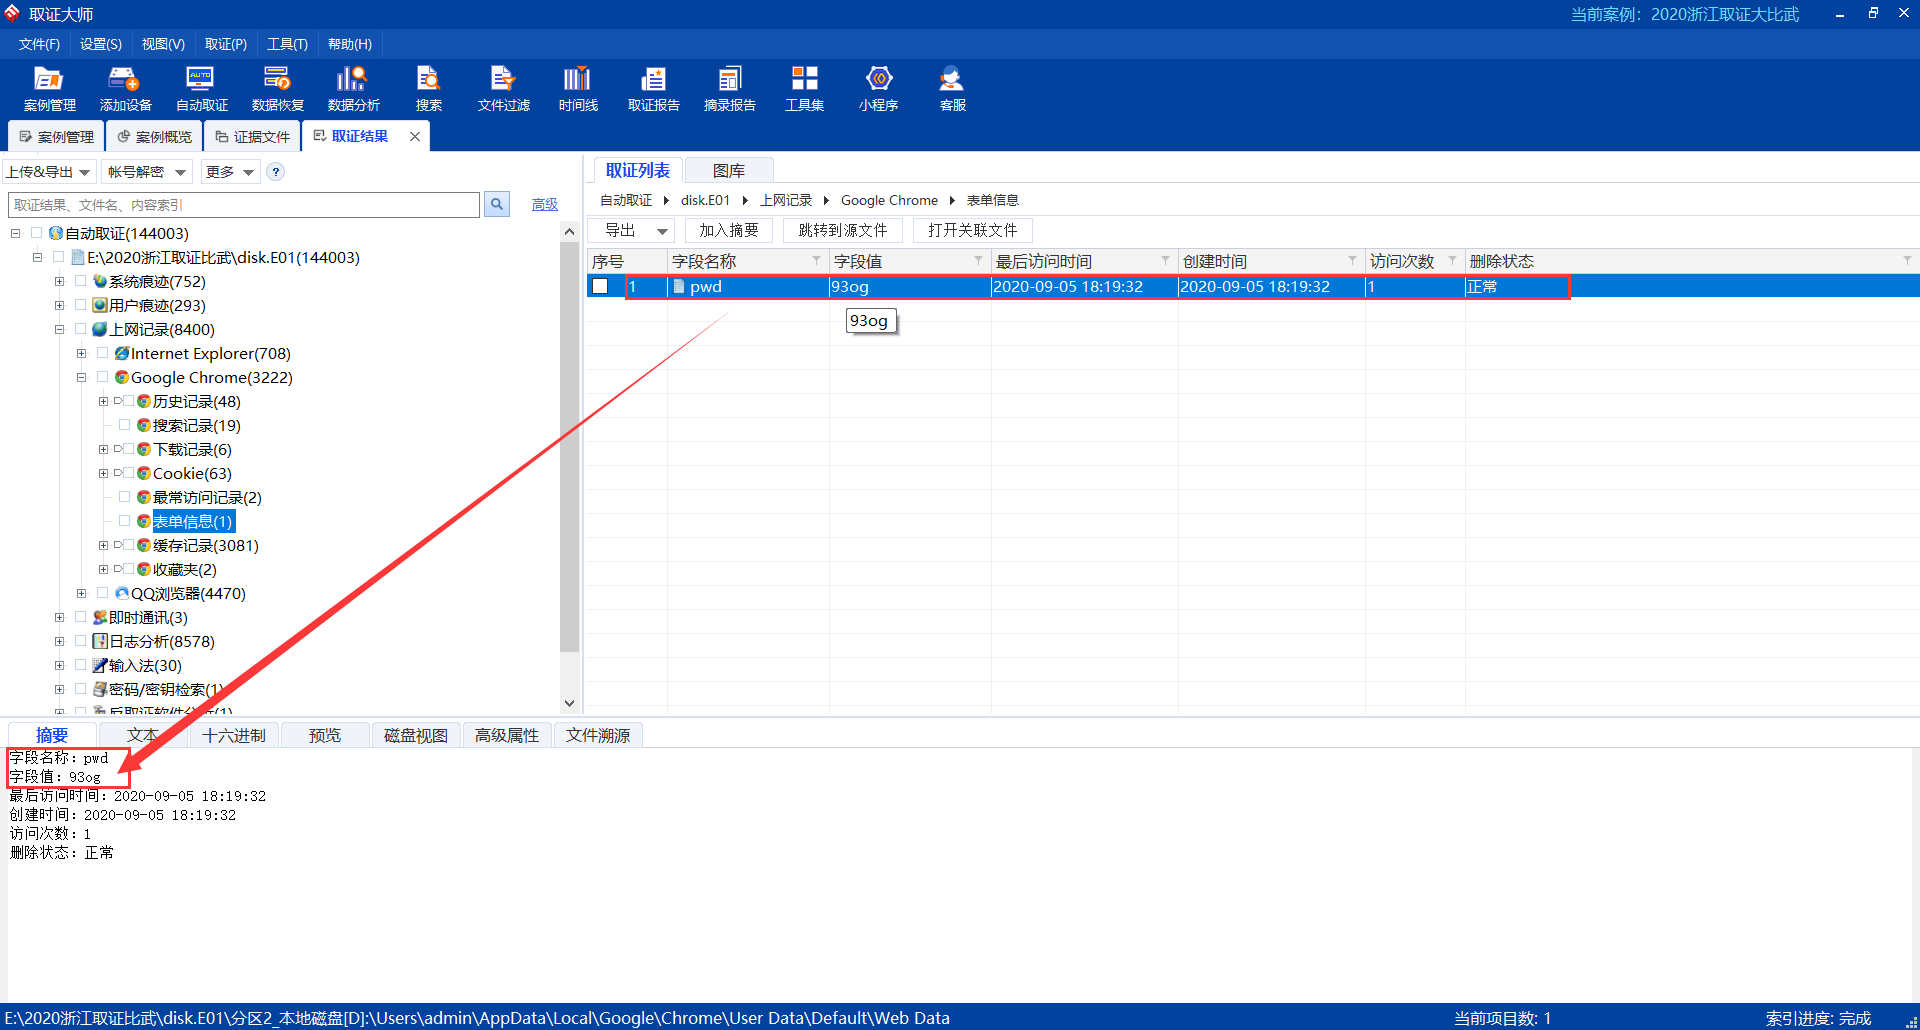 取证大师
当前案例：2020浙江取证大比武
文件(F) 设置(S) 视图(V) 取证(P) 工具(T) 帮助(H)
案例管理 添加设备 自动取证 数据恢复 数据分析 搜索 文件过滤 时间线 取证报告 摘录报告 工具集 小程序 客服
AUTO
案例管理 案例概览 证据文件 取证结果
上传&导出 帐号解密 更多 ?
取证结果、文件名、内容索引
高级
自动取证(144003)
E:\2020浙江取证比武\disk.E01(144003)
系统痕迹(752)
用户痕迹(293)
上网记录(8400)
Internet Explorer(708)
Google Chrome(3222)
历史记录(48)
搜索记录(19)
下载记录(6)
Cookie(63)
最常访问记录(2)
表单信息(1)
缓存记录(3081)
收藏夹(2)
QQ浏览器(4470)
即时通讯(3)
日志分析(8578)
输入法(30)
密码/密钥检索(1)
反取证软件分析(1)
取证列表 图库
自动取证 disk.E01 上网记录 Google Chrome 表单信息
导出 加入摘要 跳转到源文件 打开关联文件
序号 字段名称 字段值 最后访问时间 创建时间 访问次数 删除状态
1 pwd 93og 2020-09-05 18:19:32 2020-09-05 18:19:32 1 正常
93og
摘要 文本 十六进制 预览 磁盘视图 高级属性 文件溯源
字段名称：pwd
字段值：93og
最后访问时间：2020-09-05 18:19:32
创建时间：2020-09-05 18:19:32
访问次数：1
删除状态：正常
E:\2020浙江取证比武\disk.E01\分区2_本地磁盘[D]:\Users\admin\AppData\Local\Google\Chrome\User Data\Default\Web Data
当前项目数: 1
索引进度: 完成